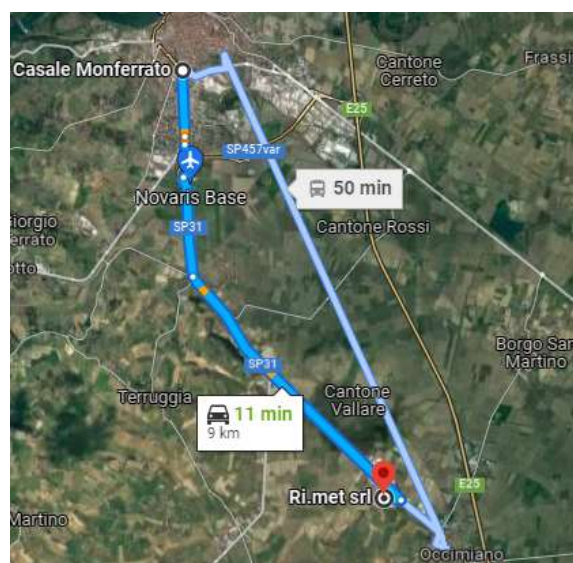 Casale Monferrato
Cantone
Cerreto
Frassi
E25
SP457var
50 min
Novaris Base
Giorgio
ferrato
SP31
Cantone Rossi
otto
Borgo San
Martino
SP31
Terruggia
Cantone
Vallare
11 min
9 km
Ri.met srl
E25
Martino
Occimiano